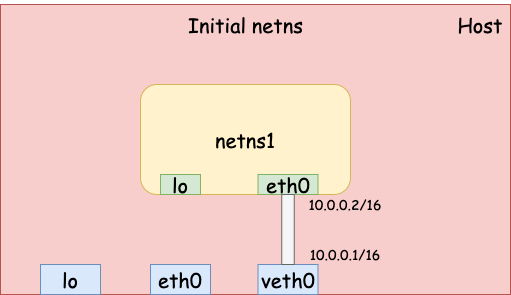 Initial netns
Host
netns1
lo
eth0
10.0.0.2/16
10.0.0.1/16
lo
eth0
veth0